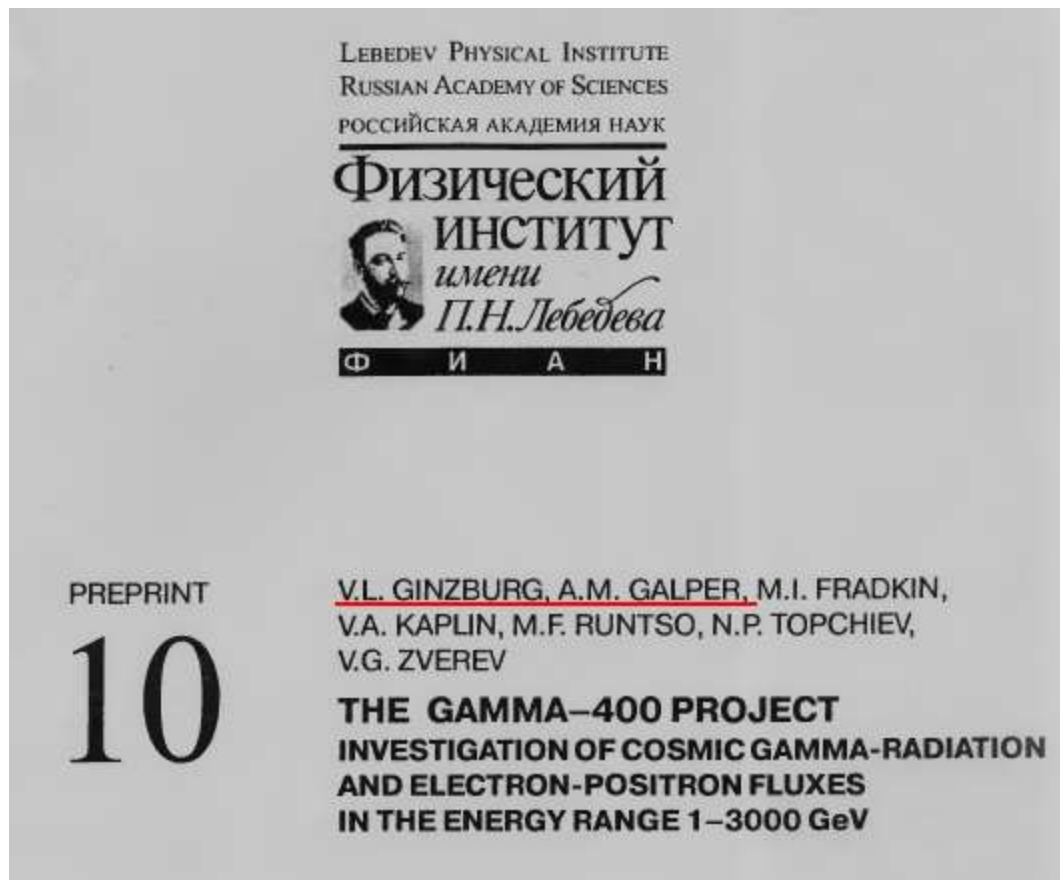 LEBEDEV PHYSICAL INSTITUTE
RUSSIAN ACADEMY OF SCIENCES
РОССИЙСКАЯ АКАДЕМИЯ НАУК
Физический
институт
имени
П.Н.Лебедева
Ф И А Н
PREPRINT
10
V.L. GINZBURG, A.M. GALPER, M.I. FRADKIN,
V.A. KAPLIN, M.F. RUNTSO, N.P. TOPCHIEV,
V.G. ZVEREV
THE GAMMA–400 PROJECT
INVESTIGATION OF COSMIC GAMMA-RADIATION
AND ELECTRON-POSITRON FLUXES
IN THE ENERGY RANGE 1–3000 GeV